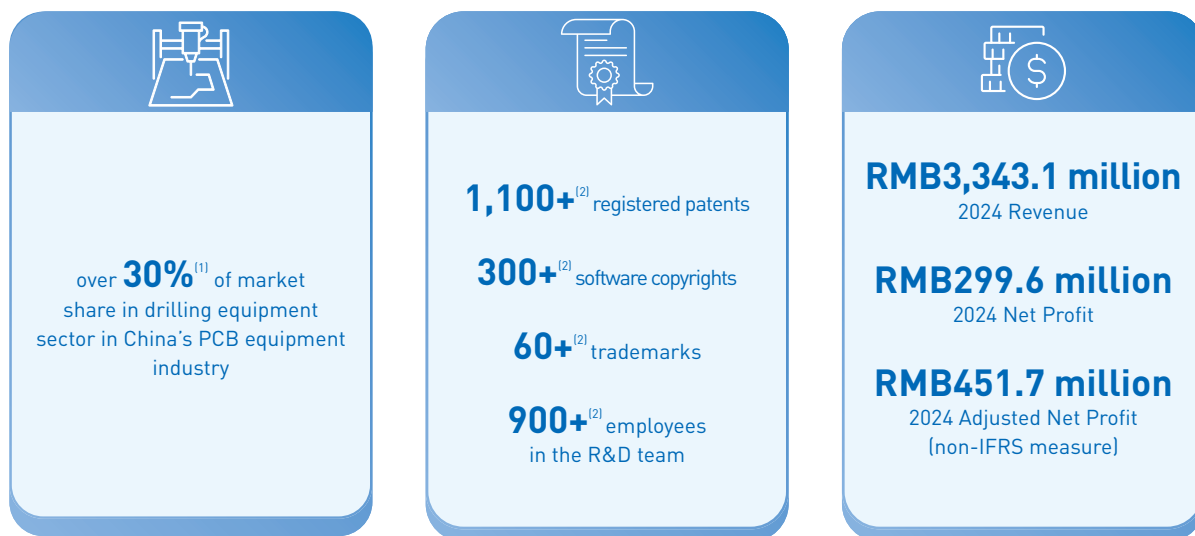 over 30%(1) of market
share in drilling equipment
sector in China's PCB equipment
industry
1,100+(2) registered patents
300+(2) software copyrights
60+(2) trademarks
900+(2) employees
in the R&D team
$
RMB3,343.1 million
2024 Revenue
RMB299.6 million
2024 Net Profit
RMB451.7 million
2024 Adjusted Net Profit
(non-IFRS measure)